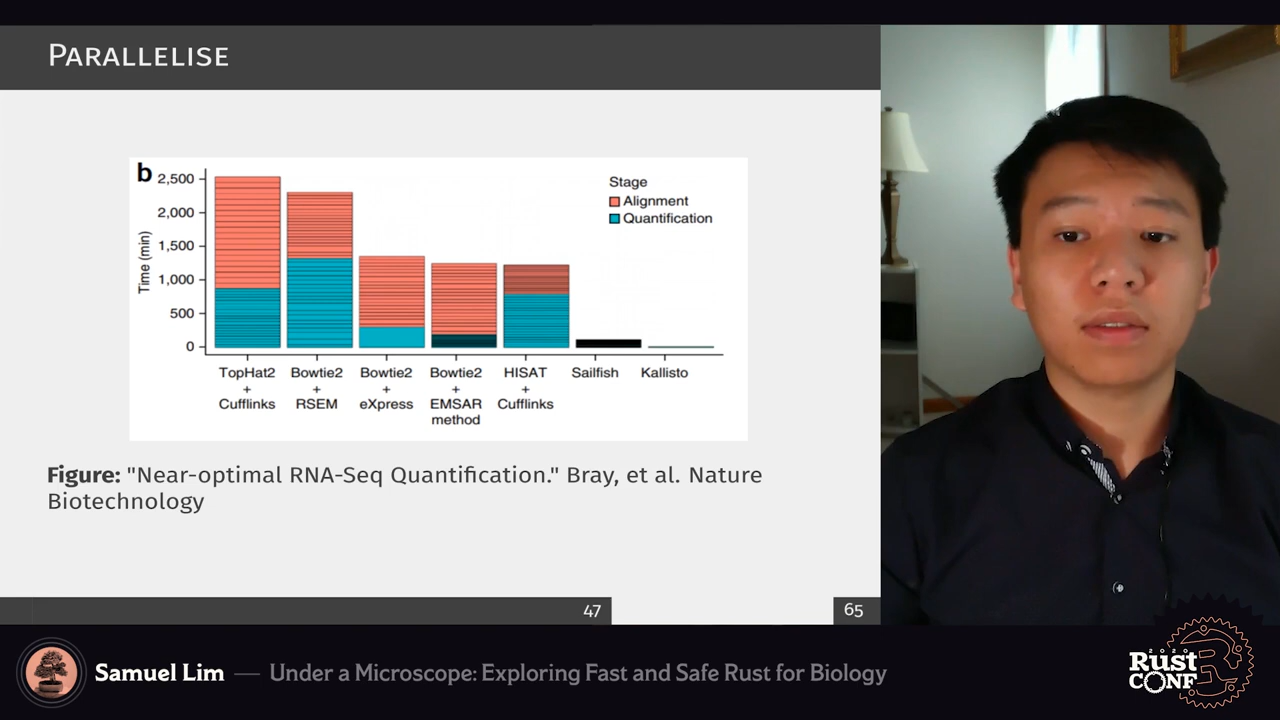 PARALLELISE
b
2,500
2,000
1,500
1,000
500
0
Time (min)
Stage
Alignment
Quantification
TopHat2
+
Cufflinks
Bowtie2
+
RSEM
Bowtie2
+
eXpress
Bowtie2
+
EMSAR
method
HISAT
+
Cufflinks
Sailfish
Kallisto
Figure: "Near-optimal RNA-Seq Quantification." Bray, et al. Nature
Biotechnology
47
65
Samuel Lim — Under a Microscope: Exploring Fast and Safe Rust for Biology
2020
RUST
CONF